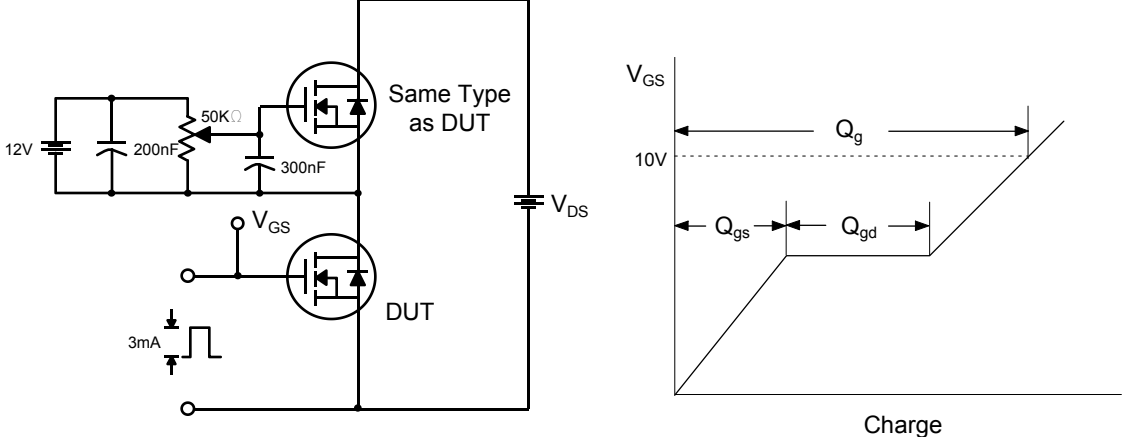 12V
200nF
50KΩ
300nF
Same Type
as DUT
V_GS
DUT
3mA
V_DS
V_GS
10V
Q_g
Q_gs
Q_gd
Charge